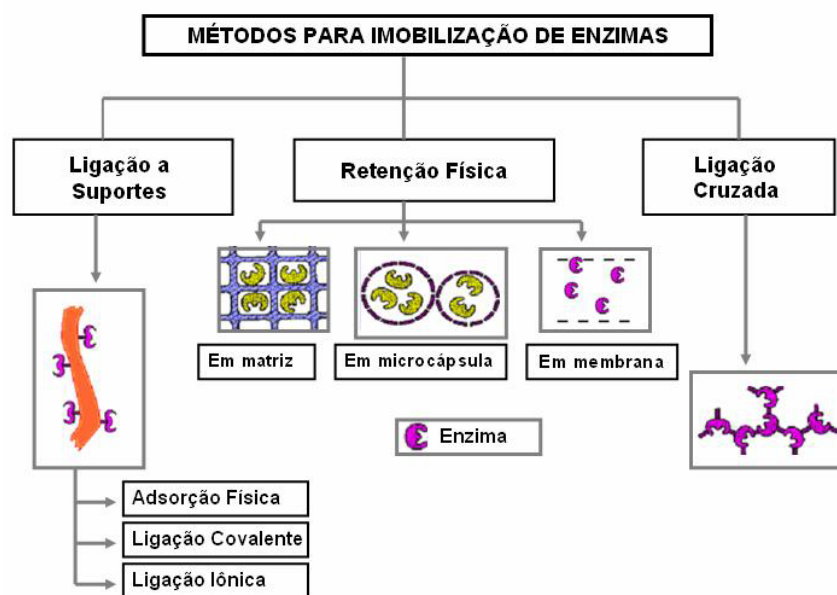 MÉTODOS PARA IMOBILIZAÇÃO DE ENZIMAS
Ligação a
Suportes
Retenção Física
Ligação
Cruzada
Em matriz
Em microcápsula
Em membrana
Enzima
Adsorção Física
Ligação Covalente
Ligação Iônica